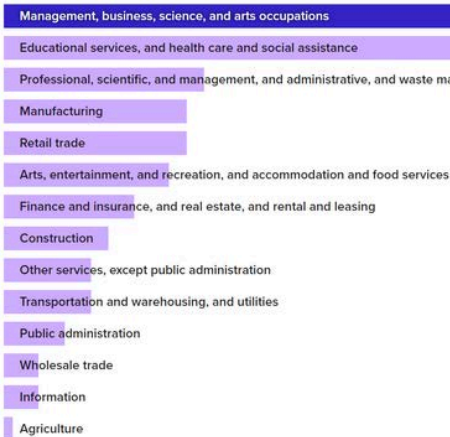 Management, business, science, and arts occupations
Educational services, and health care and social assistance
Professional, scientific, and management, and administrative, and waste
Manufacturing
Retail trade
Arts, entertainment, and recreation, and accommodation and food services
Finance and insurance, and real estate, and rental and leasing
Construction
Other services, except public administration
Transportation and warehousing, and utilities
Public administration
Wholesale trade
Information
Agriculture